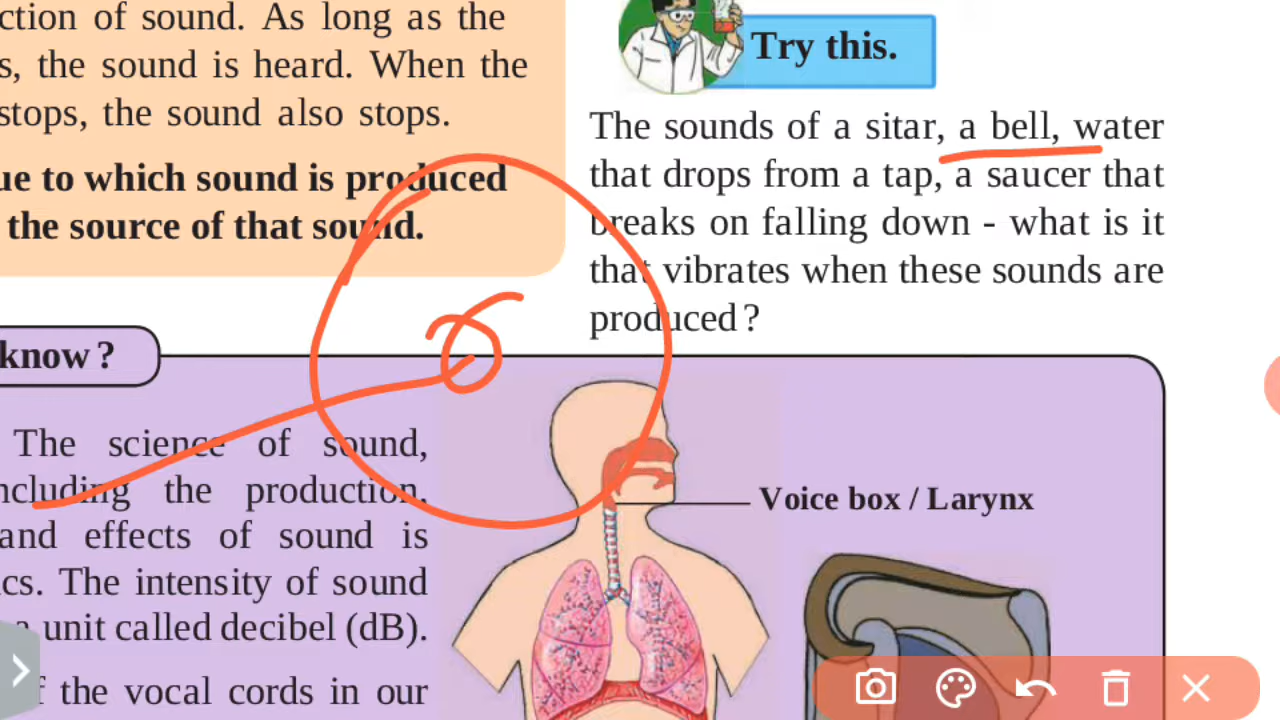 ction of sound. As long as the
s, the sound is heard. When the
stops, the sound also stops.
ue to which sound is produced
the source of that sound.
Try this.
The sounds of a sitar, a bell, water
that drops from a tap, a saucer that
breaks on falling down - what is it
that vibrates when these sounds are
produced ?
know ?
The science of sound,
ncluding the production,
and effects of sound is
cs. The intensity of sound
a unit called decibel (dB).
f the vocal cords in our
Voice box / Larynx